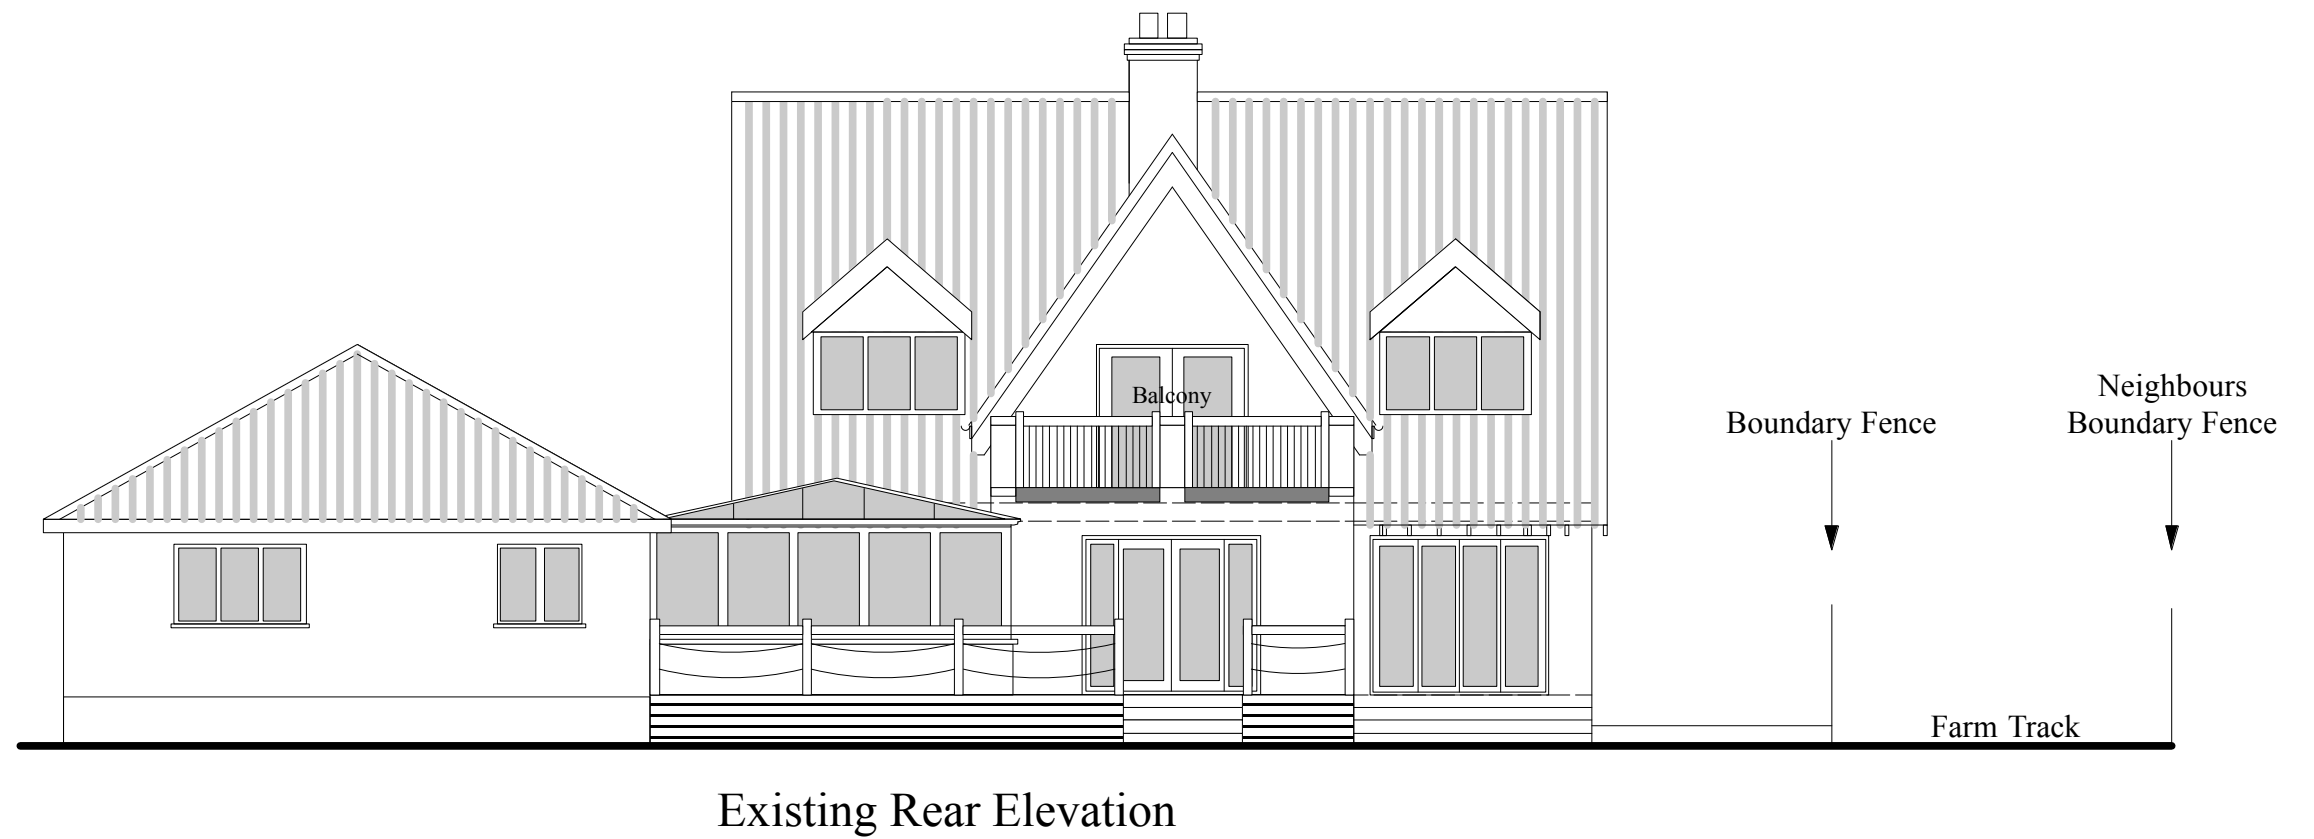 Balcony
Boundary Fence
Neighbours
Boundary Fence
Farm Track
Existing Rear Elevation